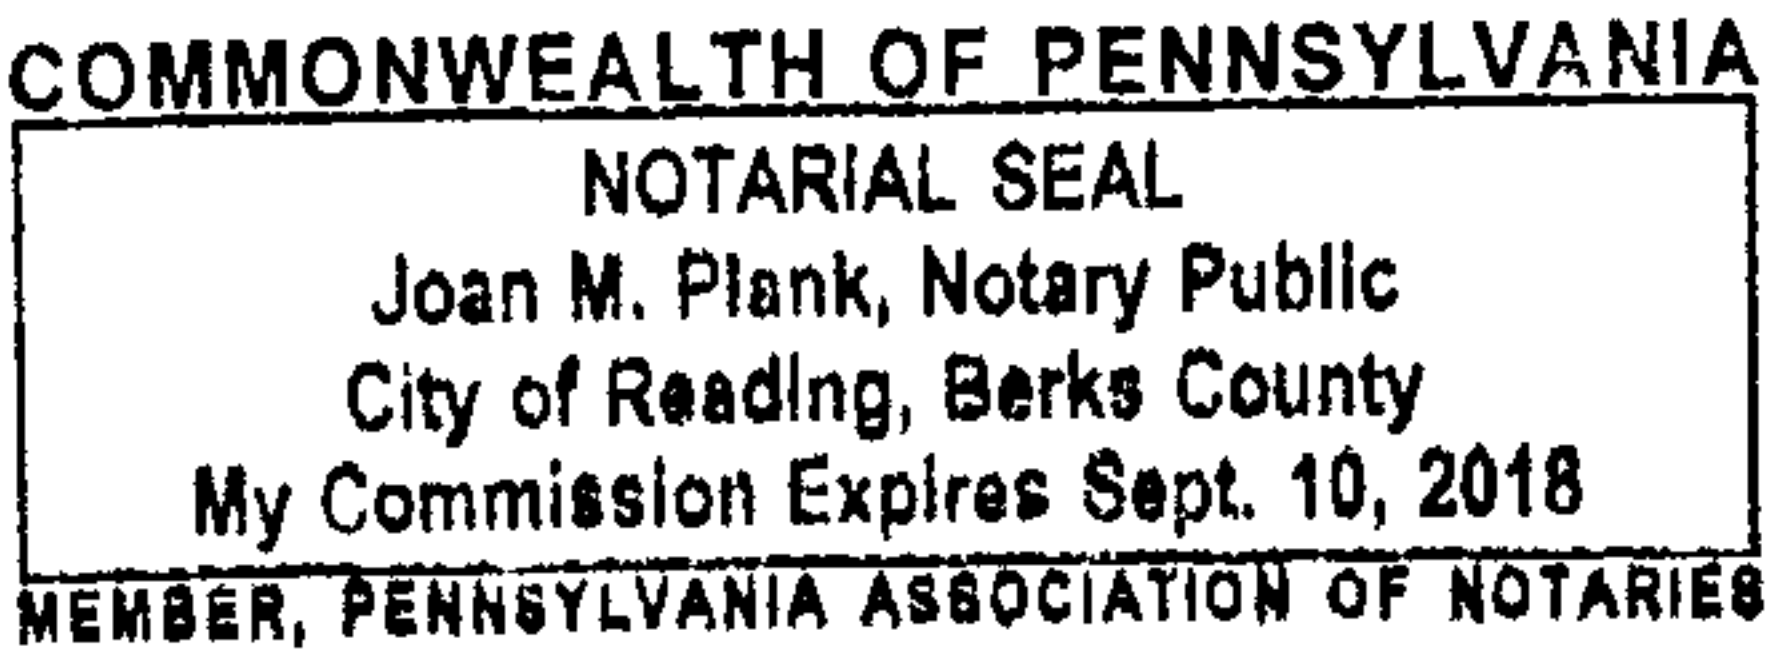 COMMONWEALTH OF PENNSYLVANIA
NOTARIAL SEAL
Joan M. Plank, Notary Public
City of Reading, Berks County
My Commission Expires Sept. 10, 2018
MEMBER, PENNSYLVANIA ASSOCIATION OF NOTARIES